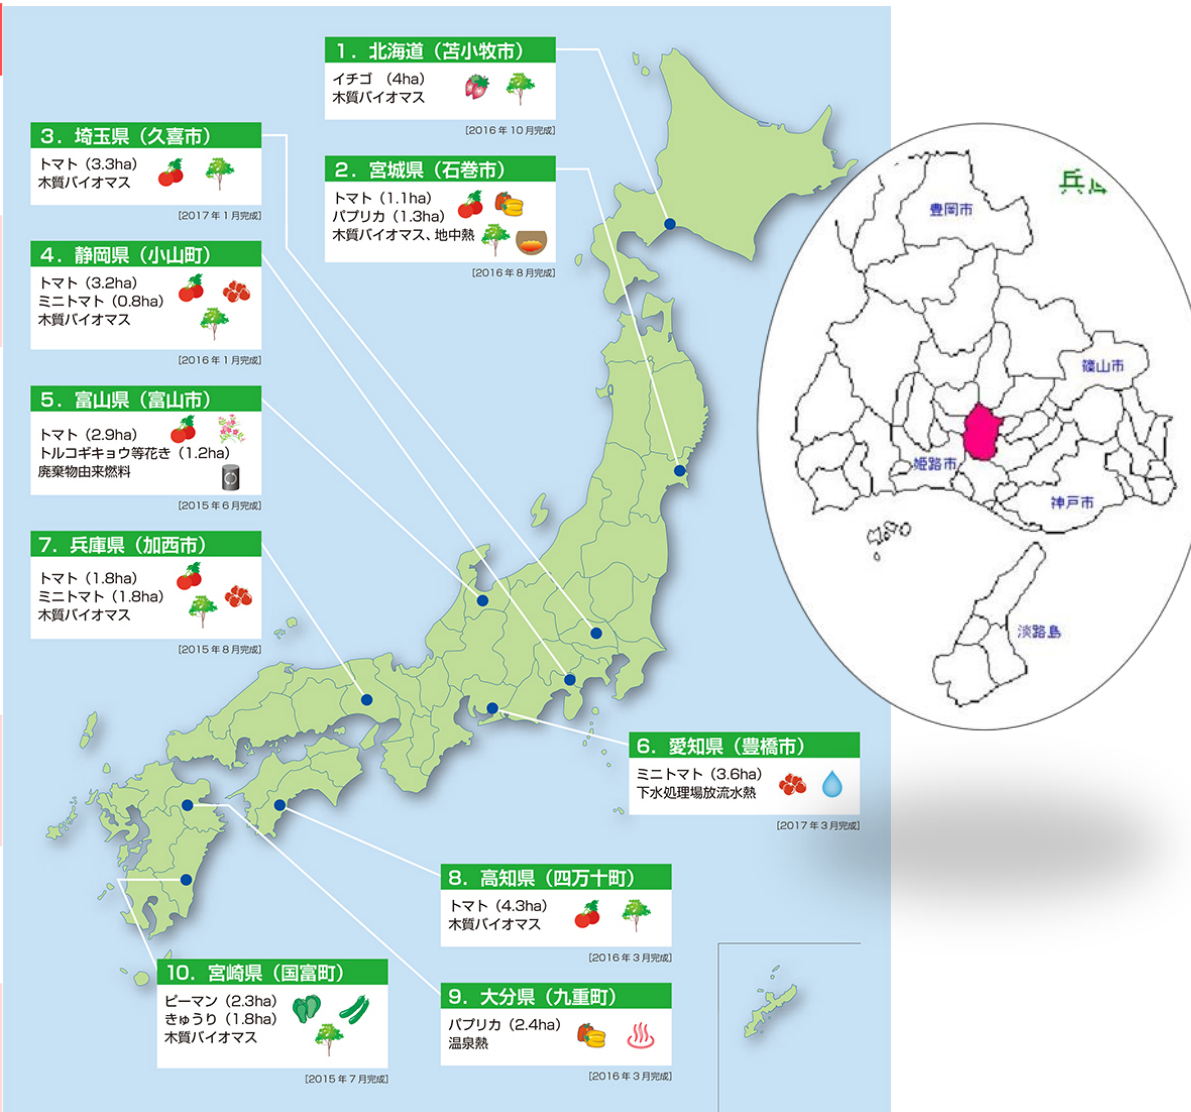 1. 北海道（苫小牧市）
イチゴ （4ha）
木質バイオマス
[2016年10月完成]
2. 宮城県（石巻市）
トマト（1.1ha）
パプリカ（1.3ha）
木質バイオマス、地中熱
[2016年8月完成]
3. 埼玉県（久喜市）
トマト（3.3ha）
木質バイオマス
[2017年1月完成]
4. 静岡県（小山町）
トマト（3.2ha）
ミニトマト（0.8ha）
木質バイオマス
[2016年1月完成]
5. 富山県（富山市）
トマト（2.9ha）
トルコギキョウ等花き（1.2ha）
廃棄物由来燃料
[2015年6月完成]
7. 兵庫県（加西市）
トマト（1.8ha）
ミニトマト（1.8ha）
木質バイオマス
[2015年8月完成]
6. 愛知県（豊橋市）
ミニトマト（3.6ha）
下水処理場放流水熱
[2017年3月完成]
8. 高知県（四万十町）
トマト（4.3ha）
木質バイオマス
[2016年3月完成]
9. 大分県（九重町）
パプリカ（2.4ha）
温泉熱
[2016年3月完成]
10. 宮崎県（国富町）
ピーマン（2.3ha）
きゅうり（1.8ha）
木質バイオマス
[2015年7月完成]
兵
豊岡市
篠山市
姫路市
神戸市
淡路島